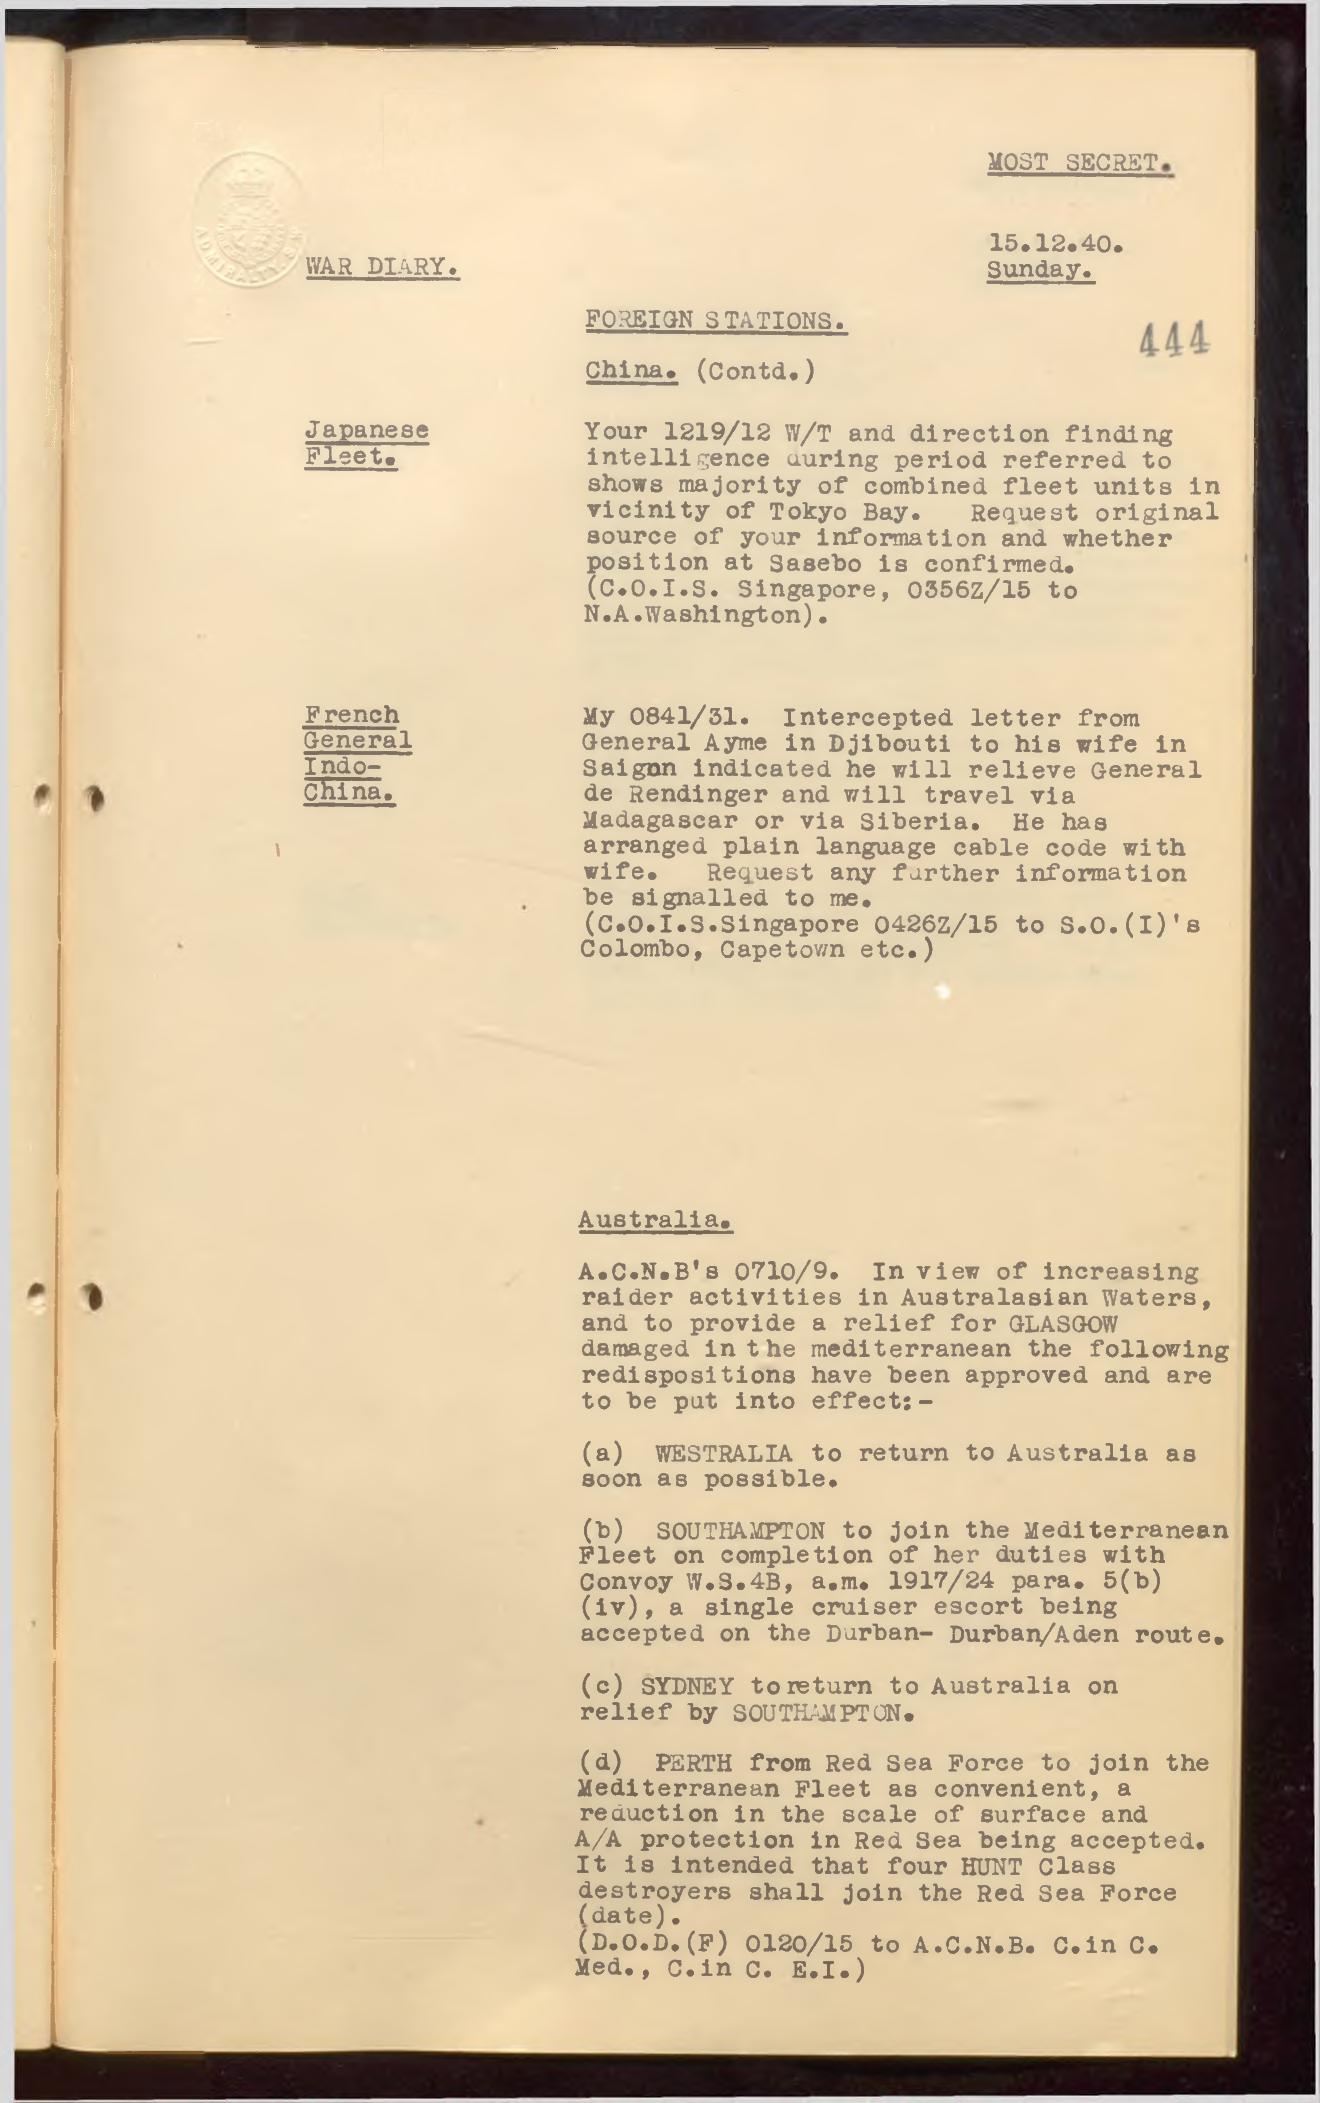 MOST SECRET.
ADMIRALTY. S.W
15.12.40.
WAR DIARY.
Sunday.
FOREIGN STATIONS.
444
China. (Contd.)
Japanese
Fleet.
Your 1219/12 W/T and direction finding
intelligence during period referred to
shows majority of combined fleet units in
vicinity of Tokyo Bay. Request original
source of your information and whether
position at Sasebo is confirmed.
(C.O.I.S. Singapore, 0356Z/15 to
N.A.Washington).
French
General
Indo-
China.
My 0841/31. Intercepted letter from
General Ayme in Djibouti to his wife in
Saigon indicated he will relieve General
de Rendinger and will travel via
Madagascar or via Siberia. He has
arranged plain language cable code with
wife. Request any further information
be signalled to me.
(C.O.I.S.Singapore 0426Z/15 to S.O.(I)'s
Colombo, Capetown etc.)
Australia.
A.C.N.B's 0710/9. In view of increasing
raider activities in Australasian Waters,
and to provide a relief for GLASGOW
damaged in the mediterranean the following
redispositions have been approved and are
to be put into effect:-
(a) WESTRALIA to return to Australia as
soon as possible.
(b) SOUTHAMPTON to join the Mediterranean
Fleet on completion of her duties with
Convoy W.S.4B, a.m. 1917/24 para. 5(b)
(iv), a single cruiser escort being
accepted on the Durban- Durban/Aden route.
(c) SYDNEY to return to Australia on
relief by SOUTHAMPTON.
(d) PERTH from Red Sea Force to join the
Mediterranean Fleet as convenient, a
reduction in the scale of surface and
A/A protection in Red Sea being accepted.
It is intended that four HUNT Class
destroyers shall join the Red Sea Force
(date).
(D.O.D.(F) 0120/15 to A.C.N.B. C.in C.
Med., C.in C. E.I.)